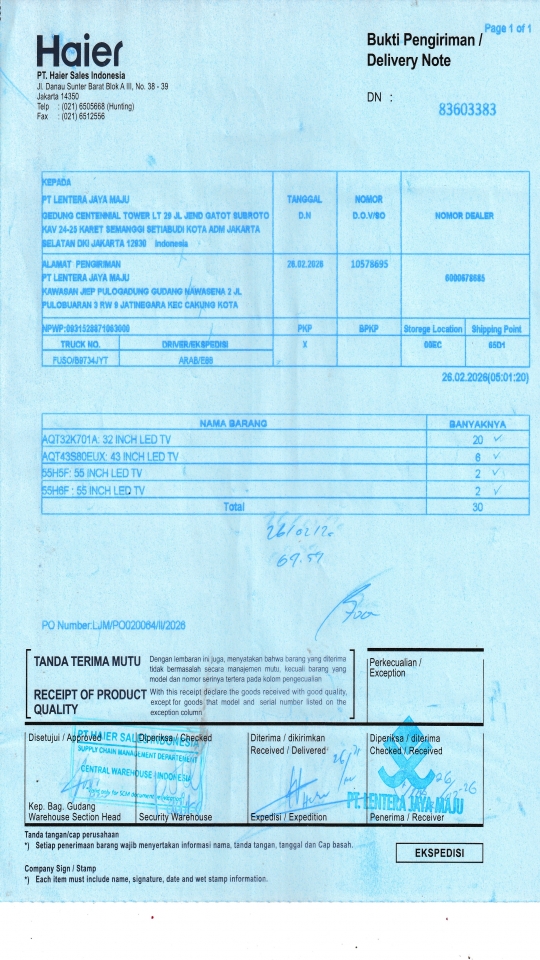 Page 1 of 1
Haier
Bukti Pengiriman /
Delivery Note
PT. Haier Sales Indonesia
Jl. Danau Sunter Barat Blok A III, No. 38 - 39
Jakarta 14350
Telp : (021) 6505668 (Hunting)
Fax : (021) 6512556
DN :
83603383
KEPADA
PT LENTERA JAYA MAJU
GEDUNG CENTENNIAL TOWER LT 29 JL JEND GATOT SUBROTO
KAV 24-25 KARET SEMANGGI SETIABUDI KOTA ADM JAKARTA
SELATAN DKI JAKARTA 12930 Indonesia
TANGGAL
D.N
NOMOR
D.O.V/SO
NOMOR DEALER
ALAMAT PENGIRIMAN
PT LENTERA JAYA MAJU
KAWASAN JIEP PULOGADUNG GUDANG NAWASENA 2 JL
PULOBUARAN 3 RW 9 JATINEGARA KEC CAKUNG KOTA
26.02.2026
10578695
NPWP:
PKP BPKP Storege Location Shipping Point
TRUCK NO. DRIVER/EKSPEDISI X
FUSO/B9734JYT
26.02.2026(05:01:20)
NAMA BARANG BANYAKNYA
AQT32K701A: 32 INCH LED TV 20 ✓
AQT43S80EUX: 43 INCH LED TV 6 ✓
55H5F: 55 INCH LED TV 2 ✓
55H6F : 55 INCH LED TV 2 ✓
Total 30
PO Number:LJM/PO020064/II/2026
TANDA TERIMA MUTU
Dengan lembaran ini juga, menyatakan bahwa barang yang diterima
tidak bermasalah secara manajemen mutu, kecuali barang yang
model dan nomor serinya tertera pada kolom pengecualian
RECEIPT OF PRODUCT
QUALITY
With this receipt declare the goods received with good quality,
except for goods that model and serial number listed on the
exception column
Perkecualian /
Exception
Disetujui / Approved
Diperiksa / Checked
Diterima / dikirimkan
Received / Delivered
Diperiksa / diterima
Checked / Received
PT HAIER SALES INDONESIA
SUPPLY CHAIN MANAGEMENT DEPARTEMENT
CENTRAL WAREHOUSE INDONESIA
PT. LENTERA JAYA MAJU
Kep. Bag. Gudang
Warehouse Section Head
Security Warehouse
Expedisi / Expedition
Penerima / Receiver
Tanda tangan/cap perusahaan
*) Setiap penerimaan barang wajib menyertakan informasi nama, tanda tangan, tanggal dan Cap basah.
EKSPEDISI
Company Sign / Stamp
*) Each item must include name, signature, date and wet stamp information.